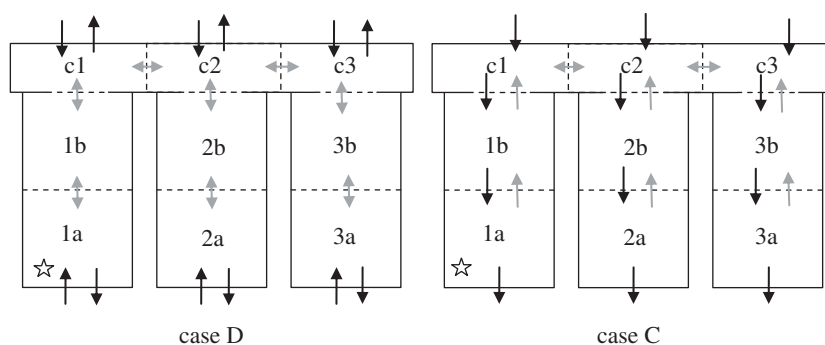 c1 c2 c3 c1 c2 c3
1b 2b 3b 1b 2b 3b
1a 2a 3a 1a 2a 3a
case D case C